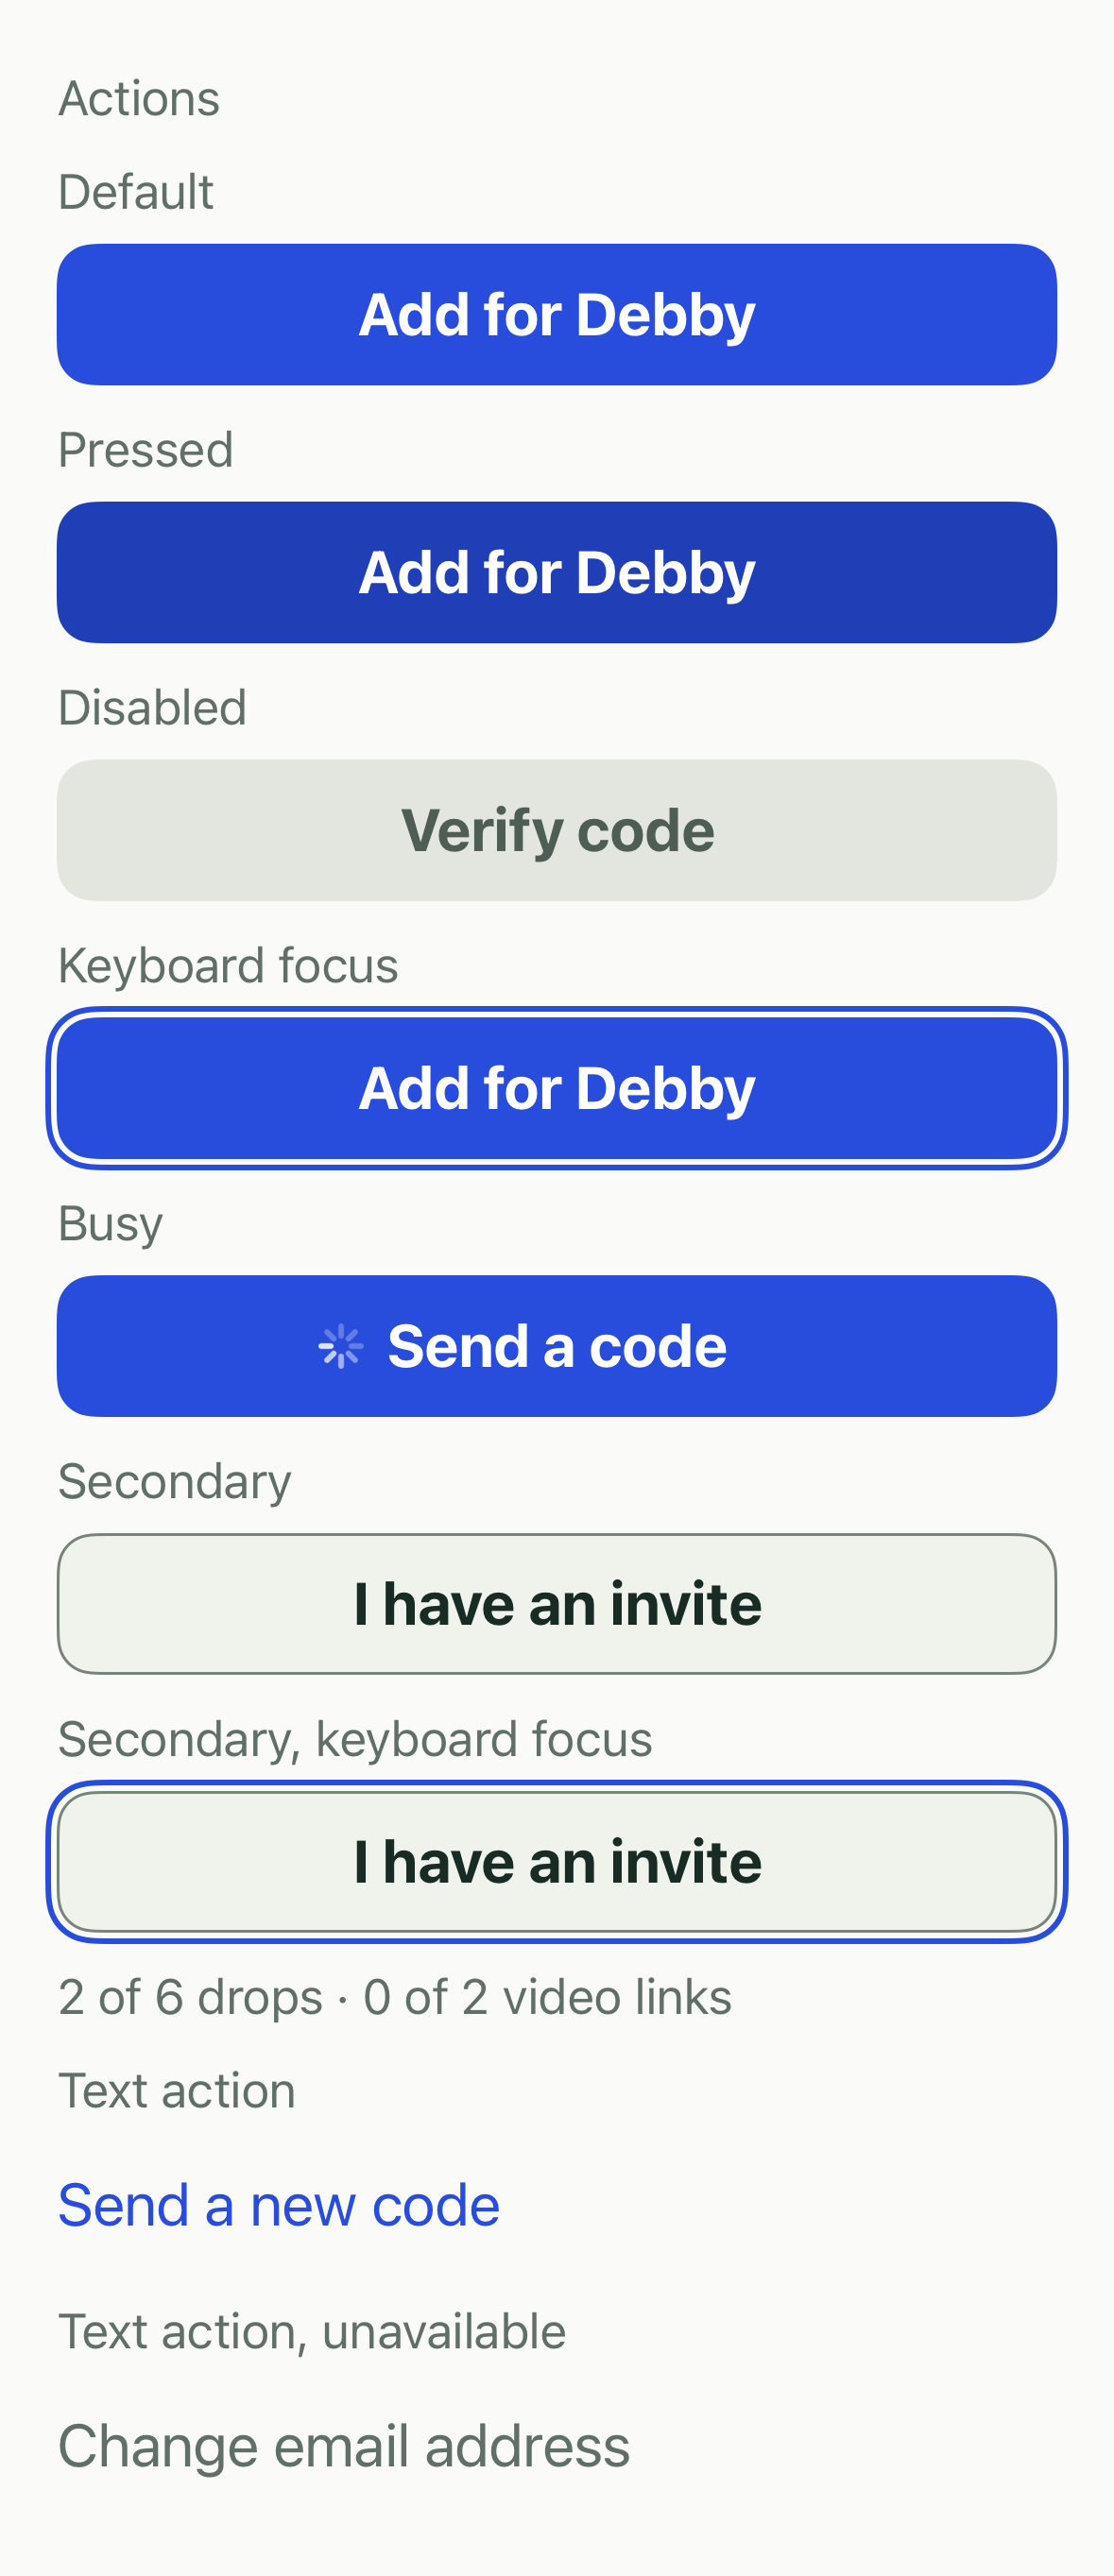 Actions
Default
Add for Debby
Pressed
Add for Debby
Disabled
Verify code
Keyboard focus
Add for Debby
Busy
Send a code
Secondary
I have an invite
Secondary, keyboard focus
I have an invite
2 of 6 drops · 0 of 2 video links
Text action
Send a new code
Text action, unavailable
Change email address